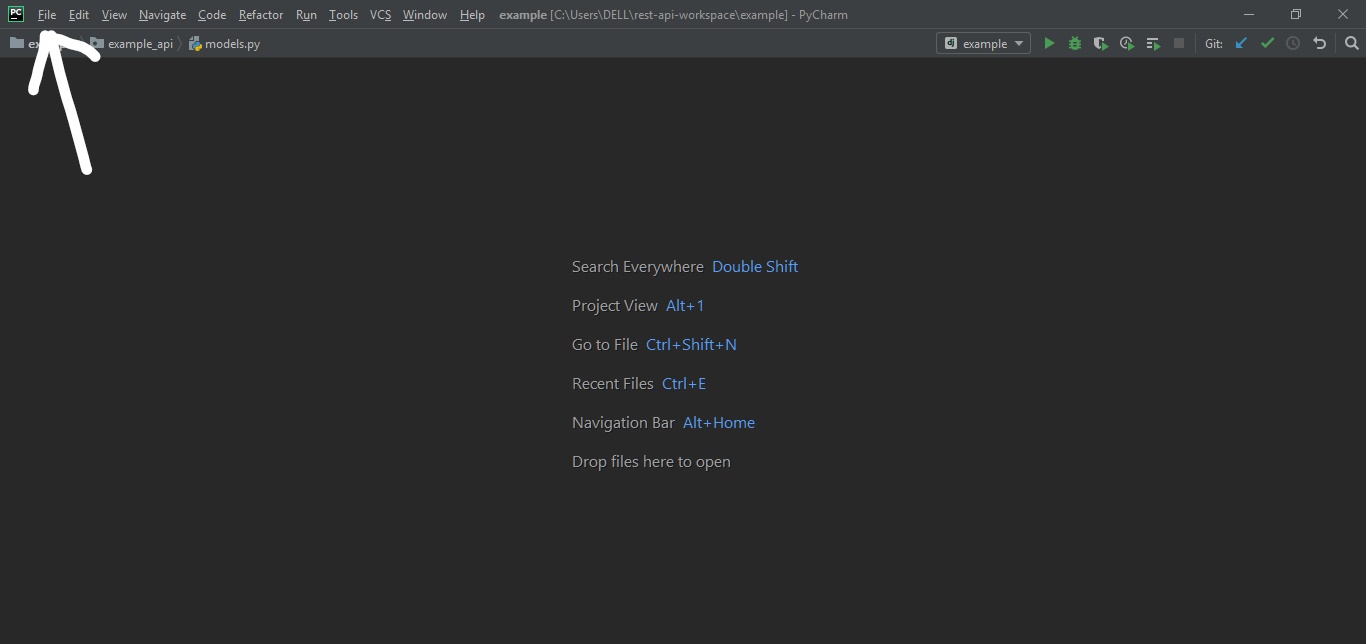 PC File Edit View Navigate Code Refactor Run Tools VCS Window Help example [C:\Users\DELL\rest-api-workspace\example] - PyCharm
example_api models.py dj example Git:
Search Everywhere Double Shift
Project View Alt+1
Go to File Ctrl+Shift+N
Recent Files Ctrl+E
Navigation Bar Alt+Home
Drop files here to open